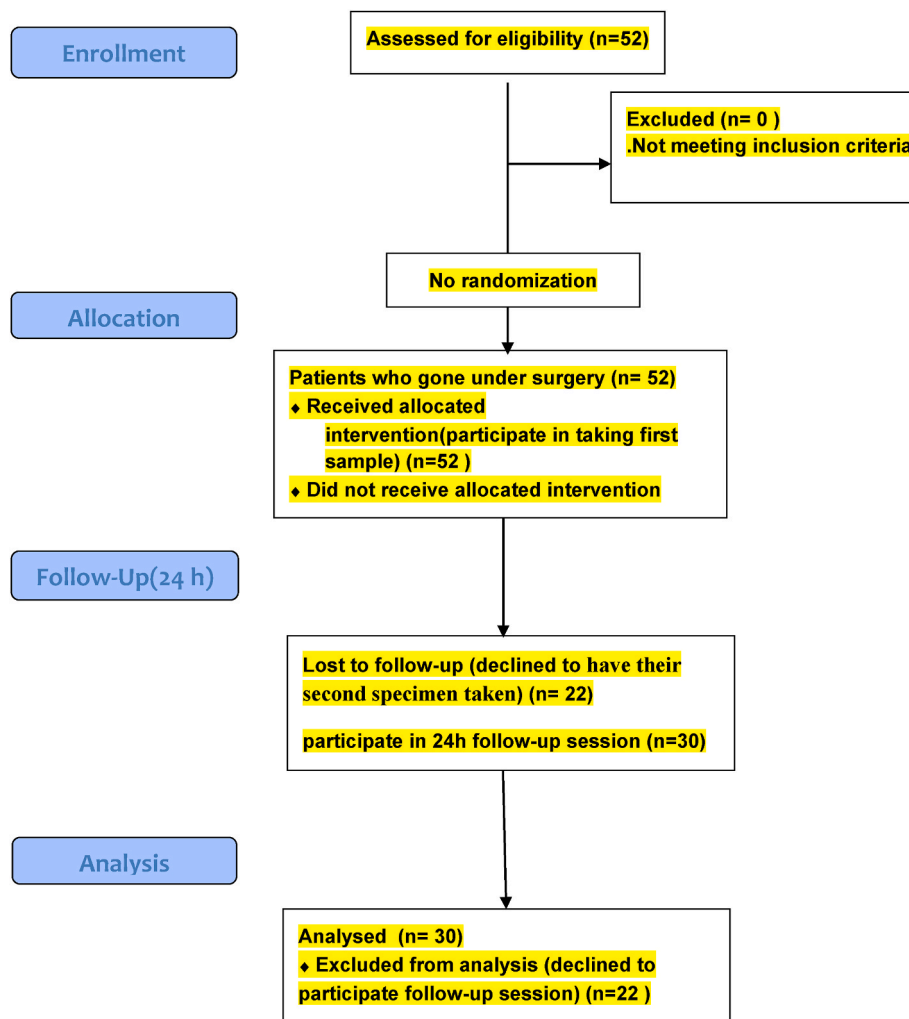 Enrollment
Assessed for eligibility (n=52)
Excluded (n= 0 )
.Not meeting inclusion criteria
No randomization
Allocation
Patients who gone under surgery (n= 52)
♦ Received allocated
intervention(participate in taking first
sample) (n=52 )
♦ Did not receive allocated intervention
Follow-Up(24 h)
Lost to follow-up (declined to have their
second specimen taken) (n= 22)
participate in 24h follow-up session (n=30)
Analysis
Analysed (n= 30)
♦ Excluded from analysis (declined to
participate follow-up session) (n=22 )